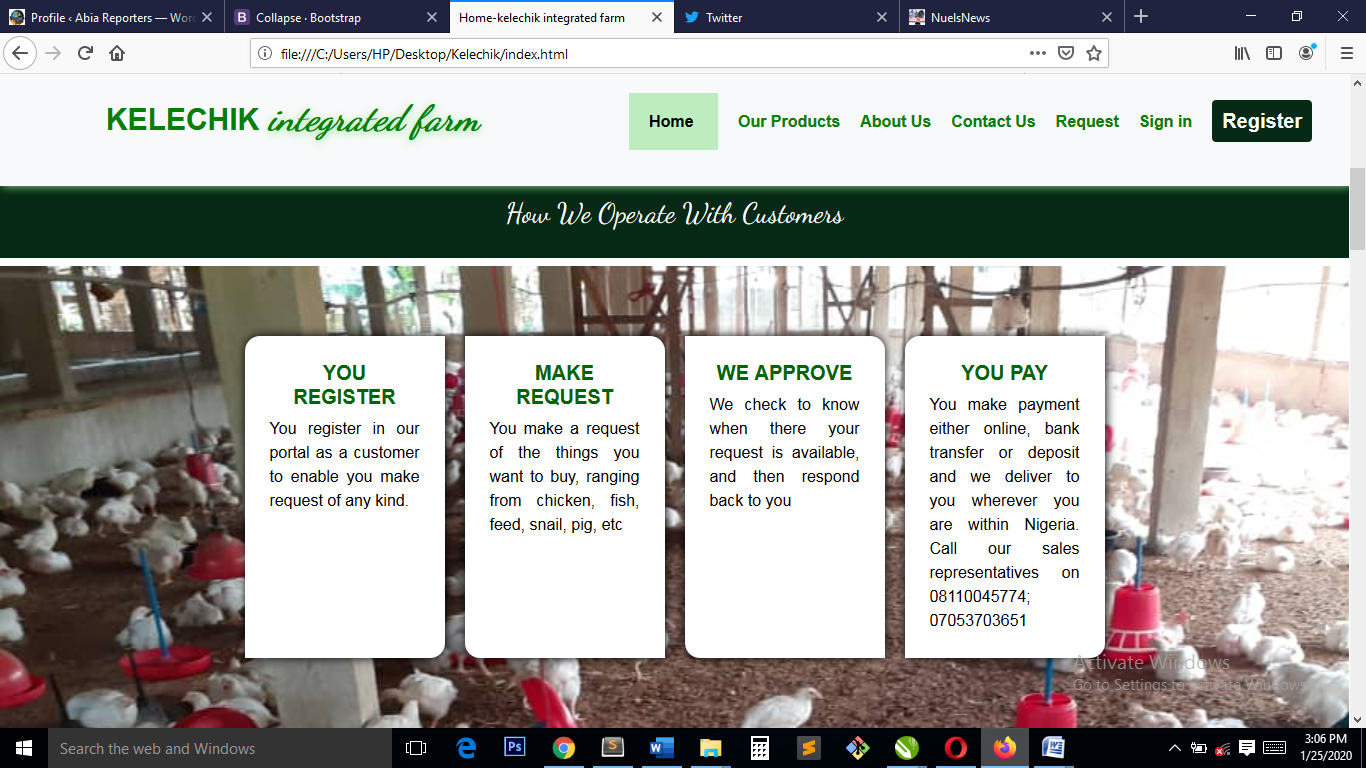 Profile ‹ Abia Reporters — Wor
Collapse · Bootstrap
Home-kelechik integrated farm
Twitter
NuelsNews
file:///C:/Users/HP/Desktop/Kelechik/index.html
KELECHIK integrated farm
Home
Our Products
About Us
Contact Us
Request
Sign in
Register
How We Operate With Customers
YOU
REGISTER
You register in our
portal as a customer
to enable you make
request of any kind.
MAKE
REQUEST
You make a request
of the things you
want to buy, ranging
from chicken, fish,
feed, snail, pig, etc
WE APPROVE
We check to know
when there your
request is available,
and then respond
back to you
YOU PAY
You make payment
either online, bank
transfer or deposit
and we deliver to
you wherever you
are within Nigeria.
Call our sales
representatives on
08110045774;
07053703651
Activate Windows
Go to Settings to activate Windows.
Search the web and Windows
3:06 PM
1/25/2020